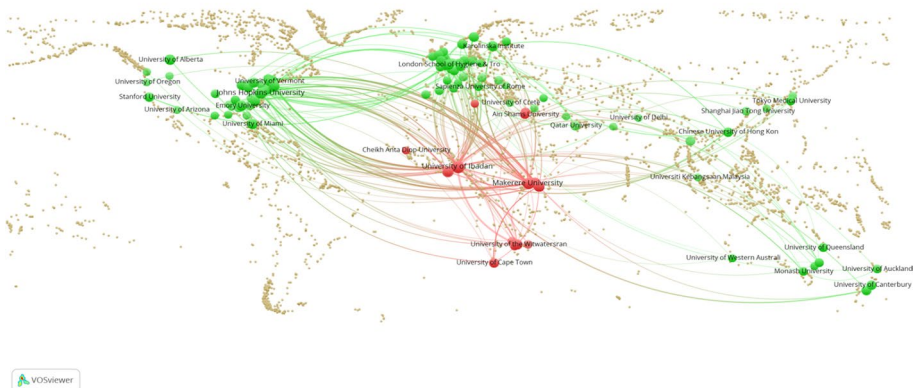 Karolinska Institute
University of Alberta
London School of Hygiene & Tro
University of Oregon
University of Vermont
Sapienza University of Rome
Johns Hopkins University
Stanford University
Emory University
University of Crete
Tokyo Medical University
University of Arizona
Ain Shams University
Shanghai Jiao Tong University
University of Miami
Qatar University
University of Delhi
Chinese University of Hong Kon
Cheikh Anta Diop University
University of Ibadan
Makerere University
Universiti Kebangsaan Malaysia
University of the Witwatersran
University of Queensland
University of Cape Town
University of Western Australi
Monash University
University of Auckland
University of Canterbury
VOSviewer